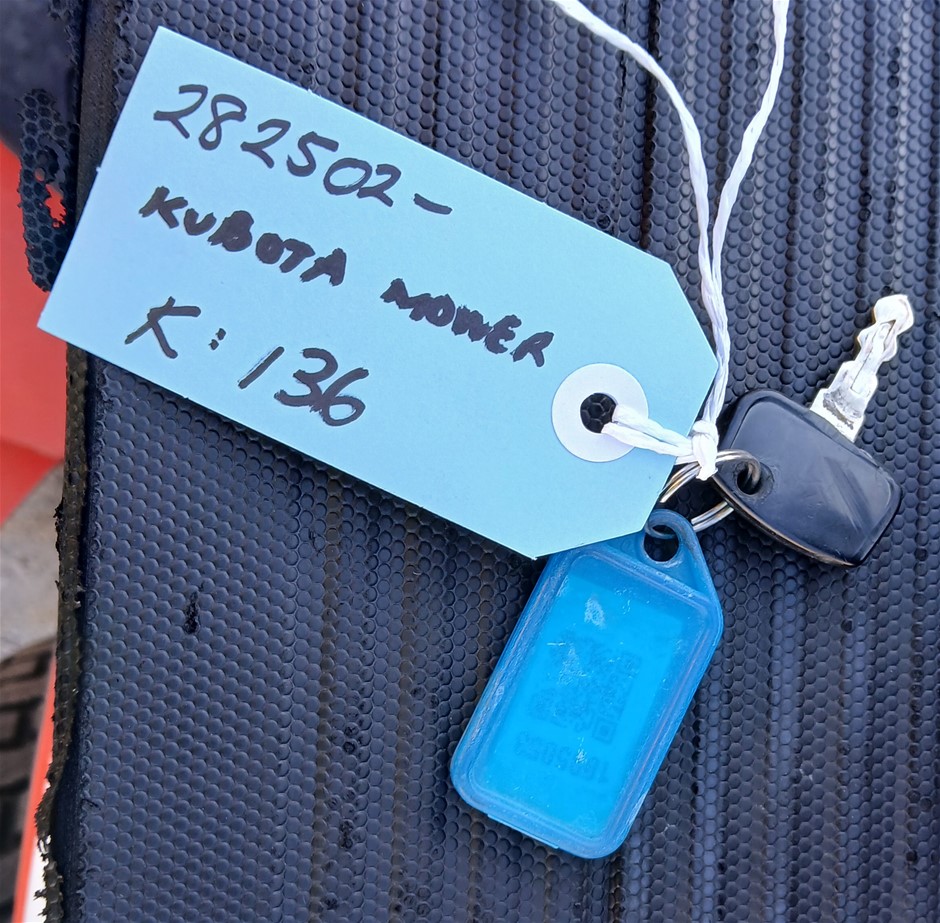 282502-
KUBOTA MOWER
K: 136